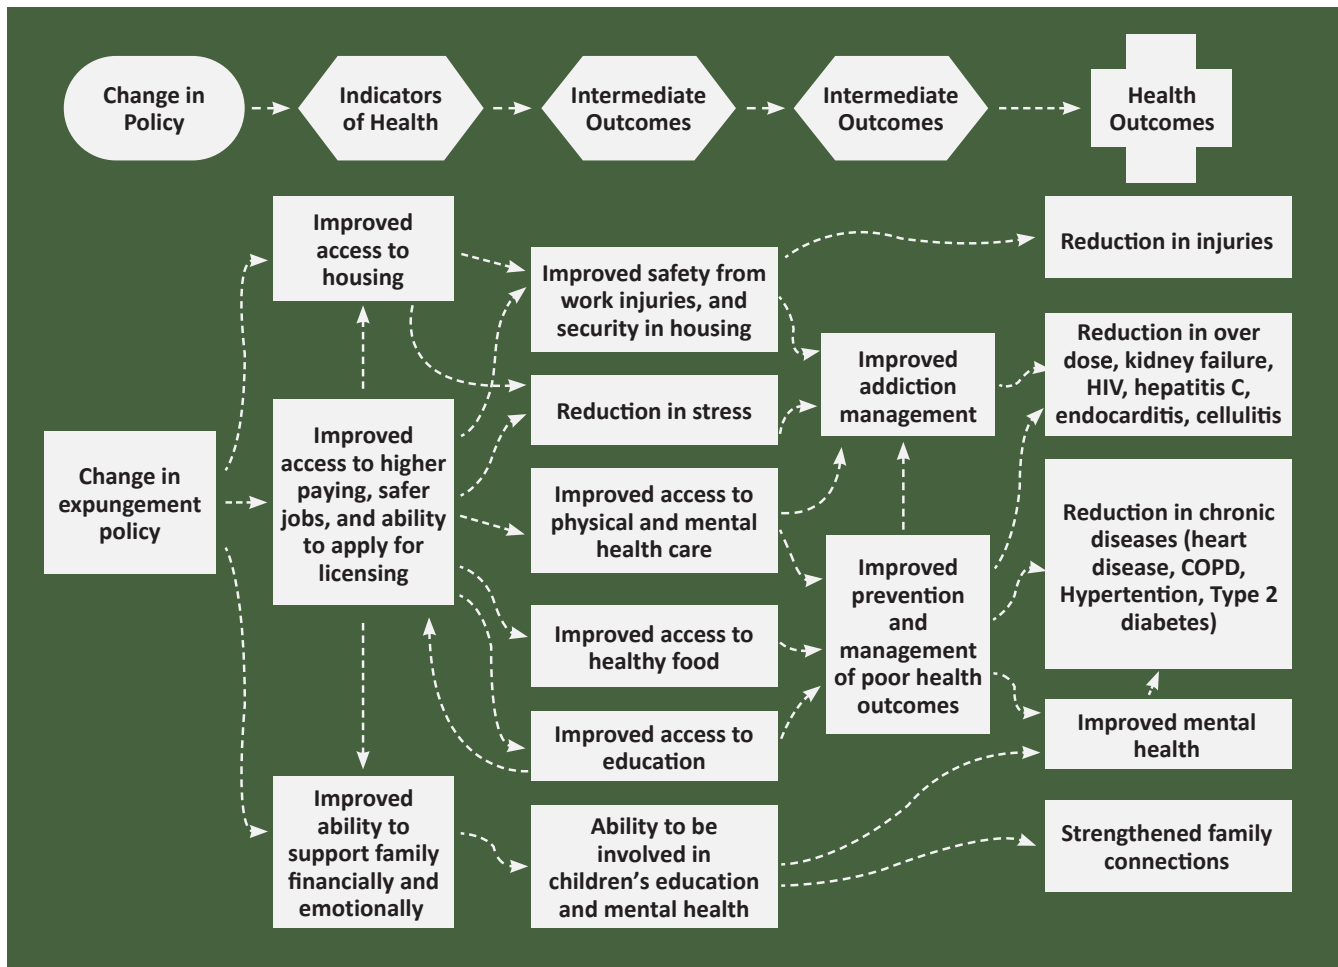 Change in
Policy
Indicators
of Health
Intermediate
Outcomes
Intermediate
Outcomes
Health
Outcomes
Change in
expungement
policy
Improved
access to
housing
Improved
access to higher
paying, safer
jobs, and ability
to apply for
licensing
Improved
ability to
support family
financially and
emotionally
Improved safety from
work injuries, and
security in housing
Reduction in stress
Improved access to
physical and mental
health care
Improved access to
healthy food
Improved access to
education
Ability to be
involved in
children's education
and mental health
Improved
addiction
management
Improved
prevention
and
management
of poor health
outcomes
Reduction in injuries
Reduction in over
dose, kidney failure,
HIV, hepatitis C,
endocarditis, cellulitis
Reduction in chronic
diseases (heart
disease, COPD,
Hypertention, Type 2
diabetes)
Improved mental
health
Strengthened family
connections